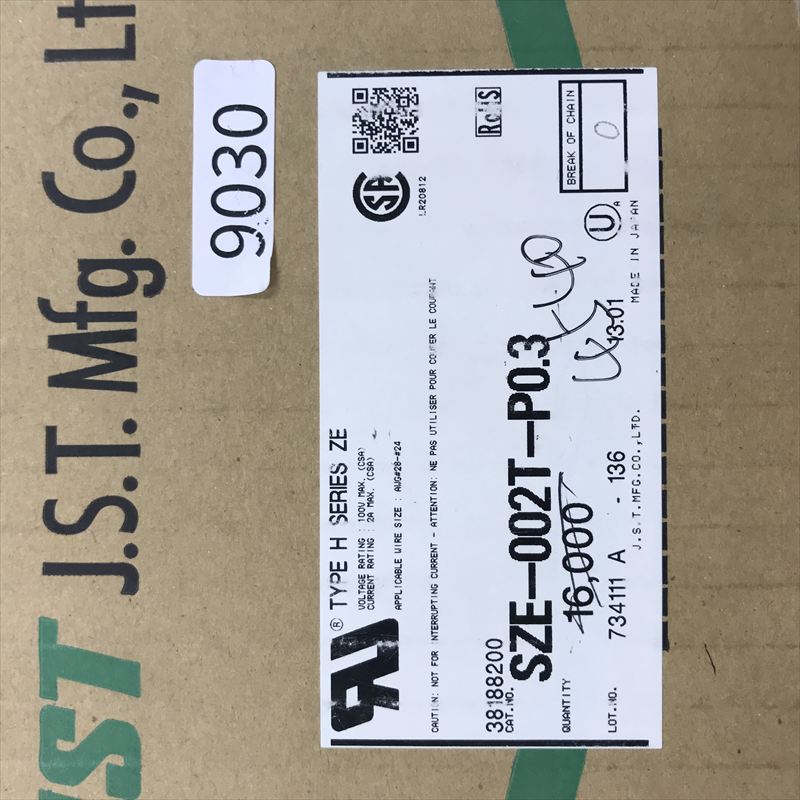 JST J.S.T. Mfg. Co., Lt
9030
® TYPE H SERIES ZE
VOLTAGE RATING : 100V MAX. (CSA)
CURRENT RATING : 2A MAX. (CSA)
LR20812
RoHS
APPLICABLE WIRE SIZE : AWG#28-#24
CAUTION: NOT FOR INTERRUPTING CURRENT - ATTENTION: NE PAS UTILISER POUR COUPER LE COURANT
BREAK OF CHAIN
0
38188200
CAT.NO. SZE-002T-P0.3
QUANTITY 16,000
13.01
U A
LOT.NO. 734111 A - 136
MADE IN JAPAN
J.S.T.MFG.CO.,LTD.